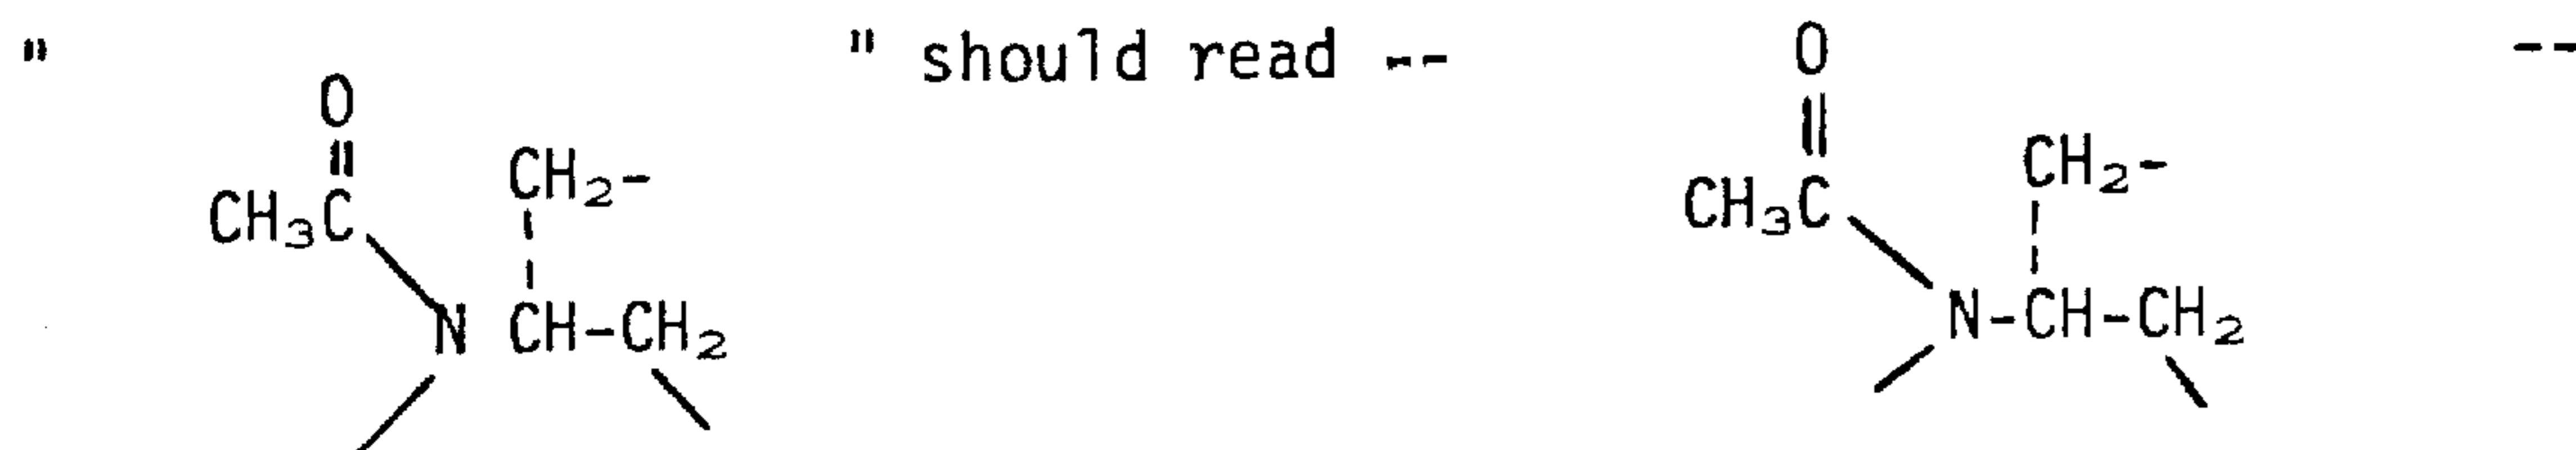 " " should read -- O --
O
CH₂- CH₂-
CH₃C CH₃C
N CH-CH₂ N-CH-CH₂